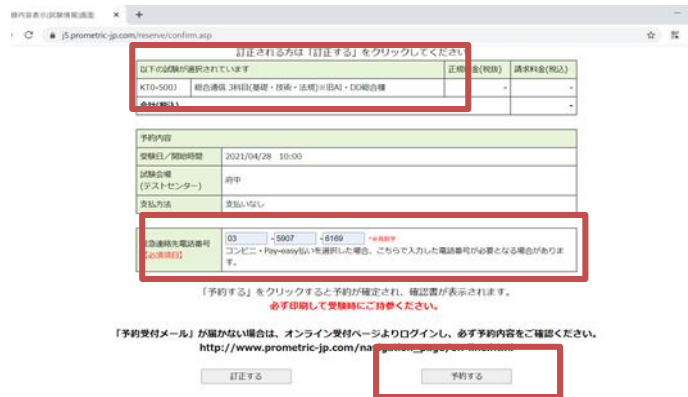 j5.prometric-jp.com/reserve/confirm.asp
訂正される方は「訂正する」をクリックしてください
以下の試験が選択されています 正規料金(税抜) 請求料金(税込)
KT0-500J 総合通信 3科目(基礎・技術・法規)※旧AI・DD総合種 - -
合計(税込) -
予約内容
受験日／開始時間 2021/04/28 10:00
試験会場
(テストセンター) 府中
支払方法 支払いなし
緊急連絡先電話番号 03 - 5907 - 6169 *半角数字
【必須項目】 コンビニ・Pay-easy払いを選択した場合、こちらで入力した電話番号が必要となる場合がありま
す。
「予約する」をクリックすると予約が確定され、確認書が表示されます。
必ず印刷して受験時にご持参ください。
「予約受付メール」が届かない場合は、オンライン受付ページよりログインし、必ず予約内容をご確認ください。
http://www.prometric-jp.com/navigation_page/on-line.html
訂正する 予約する